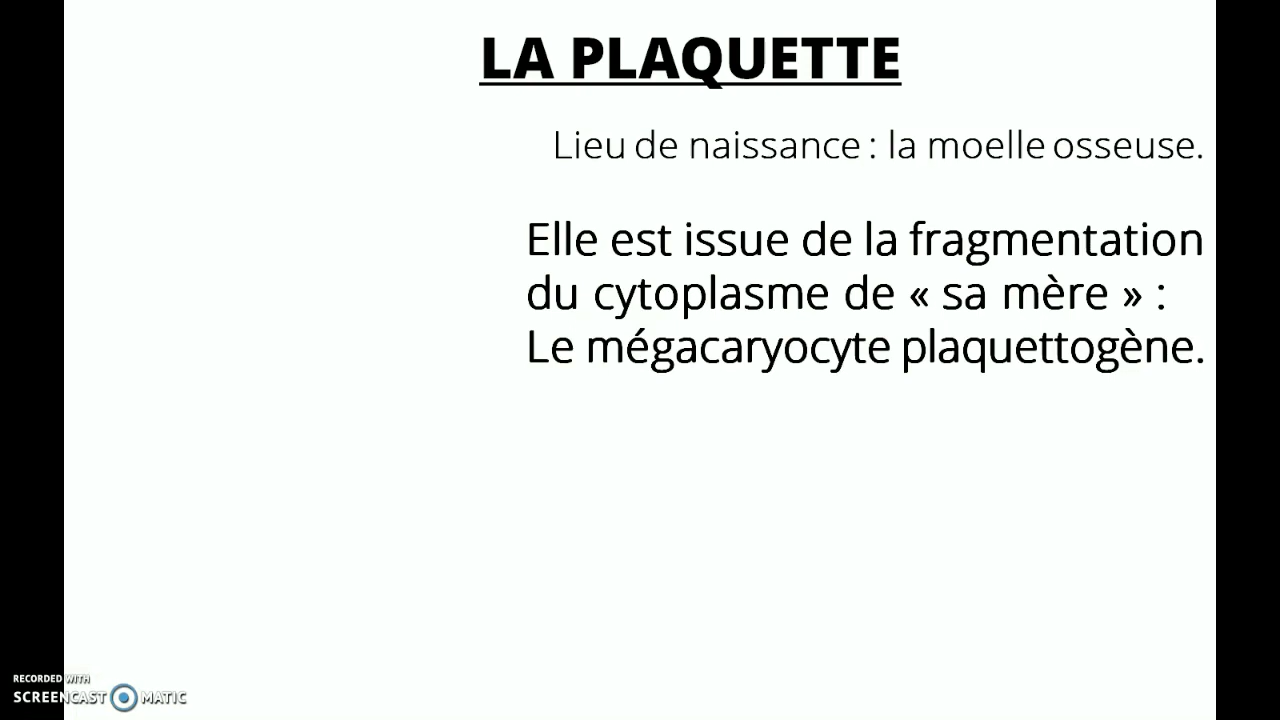 LA PLAQUETTE
Lieu de naissance : la moelle osseuse.
Elle est issue de la fragmentation
du cytoplasme de « sa mère » :
Le mégacaryocyte plaquettogène.
RECORDED WITH
SCREENCAST MATIC